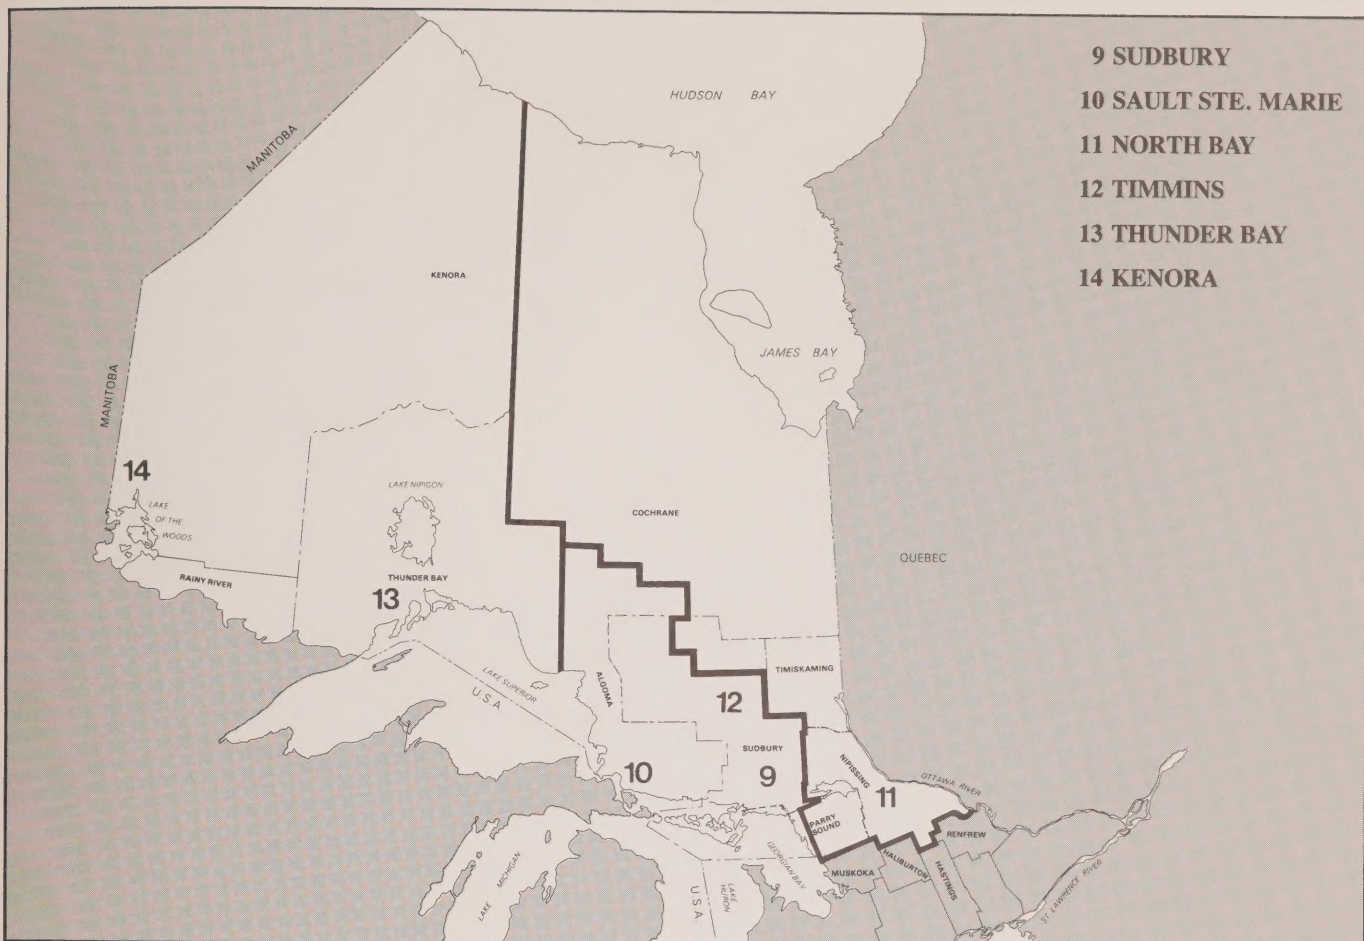 9 SUDBURY
10 SAULT STE. MARIE
11 NORTH BAY
12 TIMMINS
13 THUNDER BAY
14 KENORA
HUDSON BAY
MANITOBA
KENORA
JAMES BAY
MANITOBA
14
LAKE
OF THE
WOODS
LAKE NIPIGON
COCHRANE
QUEBEC
RAINY RIVER
THUNDER BAY
13
LAKE SUPERIOR
U.S.A.
ALGOMA
TIMISKAMING
12
SUDBURY
10
9
NIPISSING
11
OTTAWA RIVER
PARRY
SOUND
RENFREW
MUSKOKA
HALIBURTON
HASTINGS
GEORGIAN BAY
LAKE
MICHIGAN
LAKE
HURON
U.S.A.
ST. LAWRENCE RIVER